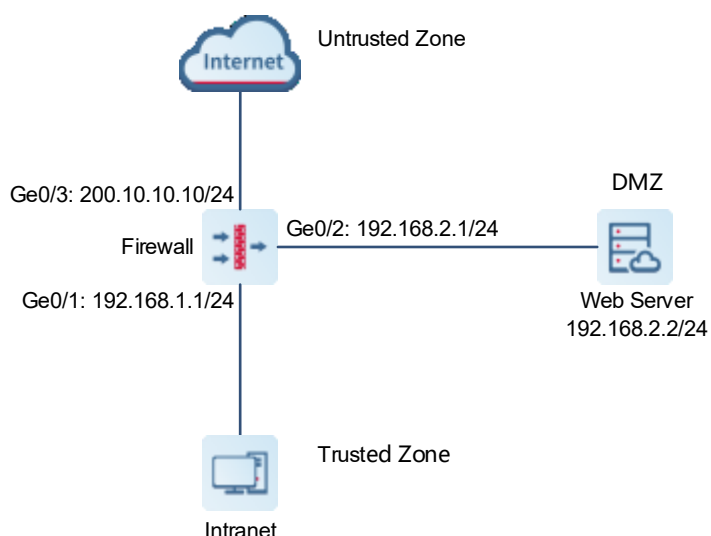 Untrusted Zone
Internet
Ge0/3: 200.10.10.10/24
DMZ
Ge0/2: 192.168.2.1/24
Firewall
Ge0/1: 192.168.1.1/24
Web Server
192.168.2.2/24
Trusted Zone
Intranet